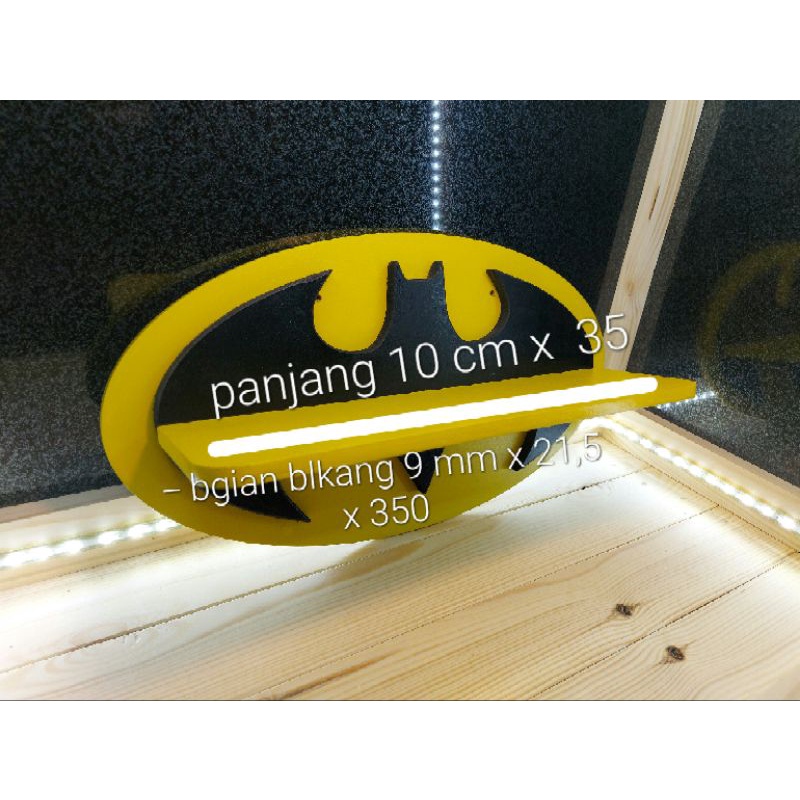 panjang 10 cm x 35
- bgian blkang 9 mm x 21,5
x 350